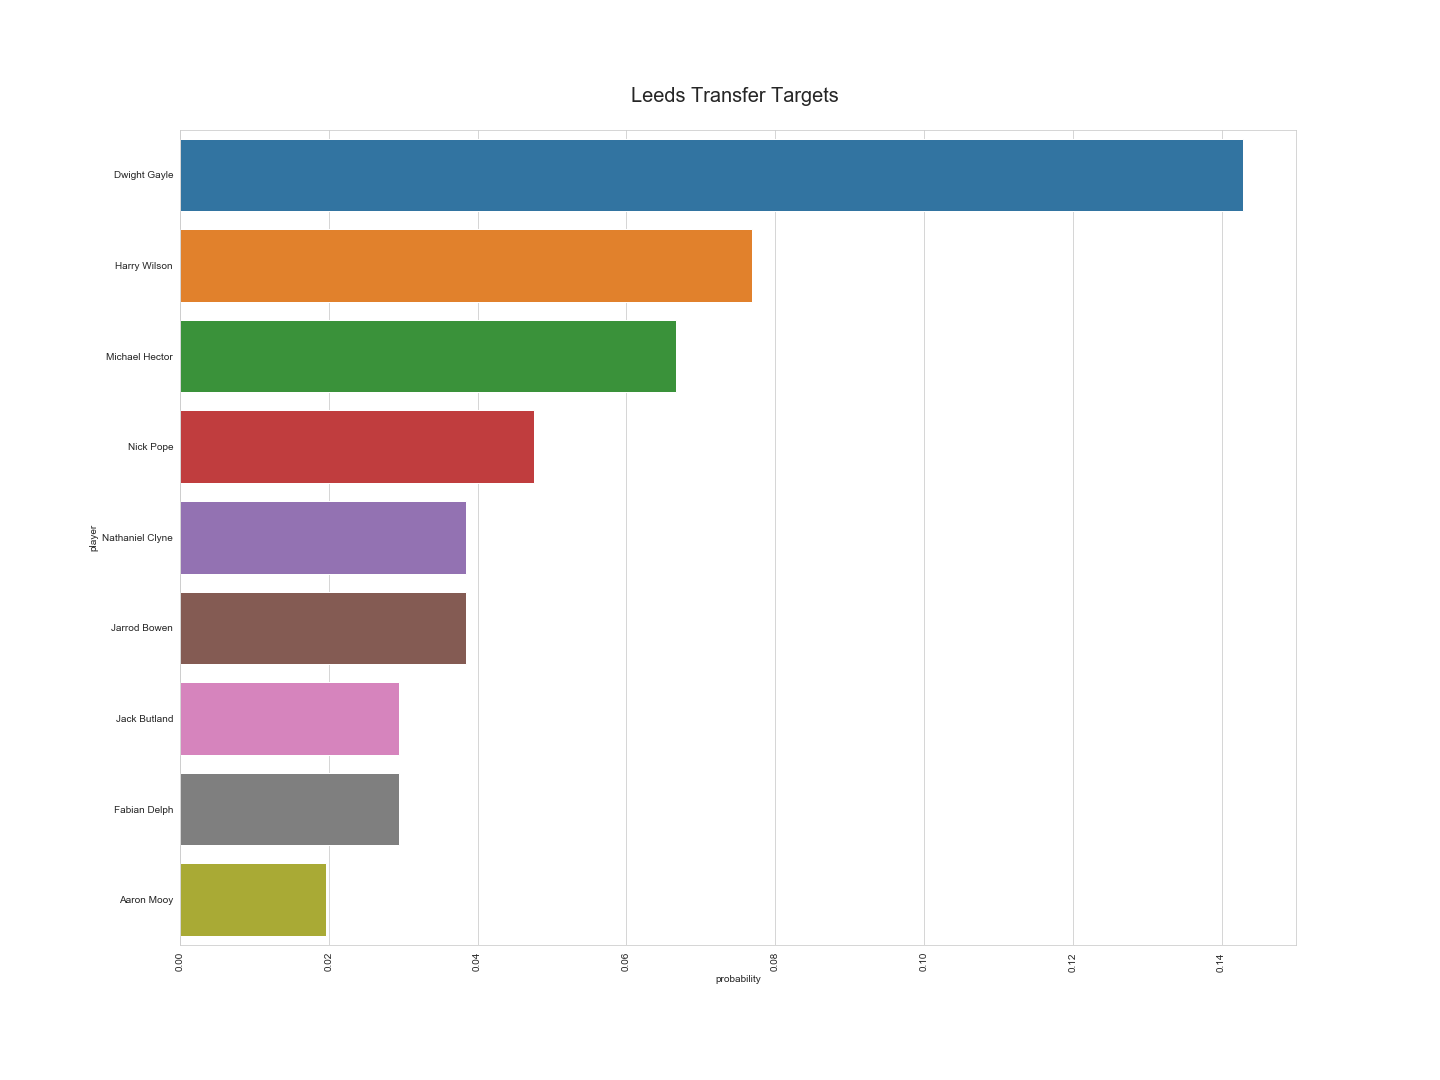 Leeds Transfer Targets
player
Dwight Gayle
Harry Wilson
Michael Hector
Nick Pope
Nathaniel Clyne
Jarrod Bowen
Jack Butland
Fabian Delph
Aaron Mooy
0.00 0.02 0.04 0.06 0.08 0.10 0.12 0.14
probability